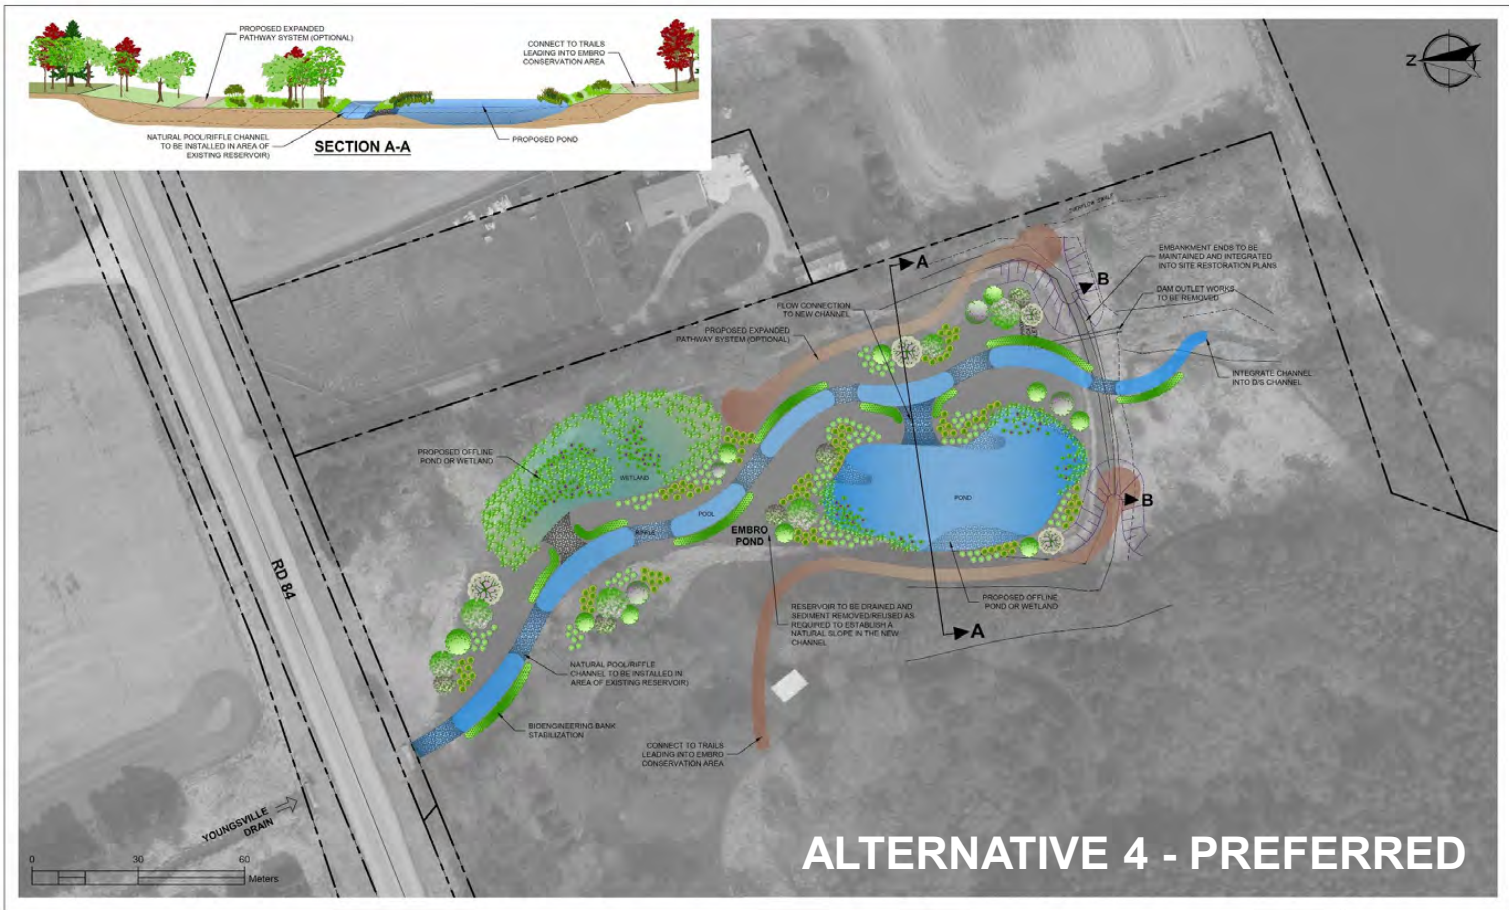 PROPOSED EXPANDED
PATHWAY SYSTEM (OPTIONAL)
CONNECT TO TRAILS
LEADING INTO EMBRO
CONSERVATION AREA
NATURAL POOL/RIFFLE CHANNEL
TO BE INSTALLED IN AREA OF
EXISTING RESERVOIR)
SECTION A-A
PROPOSED POND
Z
OVERFLOW SWALE
EMBANKMENT ENDS TO BE
MAINTAINED AND INTEGRATED
INTO SITE RESTORATION PLANS
A
B
DAM OUTLET WORKS
TO BE REMOVED
FLOW CONNECTION
TO NEW CHANNEL
PROPOSED EXPANDED
PATHWAY SYSTEM (OPTIONAL)
INTEGRATE CHANNEL
INTO D/S CHANNEL
PROPOSED OFFLINE
POND OR WETLAND
WETLAND
POND
B
POOL
RIFFLE
EMBRO
POND
RD 84
PROPOSED OFFLINE
POND OR WETLAND
RESERVOIR TO BE DRAINED AND
SEDIMENT REMOVED/REUSED AS
REQUIRED TO ESTABLISH A
NATURAL SLOPE IN THE NEW
CHANNEL
A
NATURAL POOL/RIFFLE
CHANNEL TO BE INSTALLED IN
AREA OF EXISTING RESERVOIR)
BIOENGINEERING BANK
STABILIZATION
CONNECT TO TRAILS
LEADING INTO EMBRO
CONSERVATION AREA
YOUNGSVILLE
DRAIN
0 30 60
Meters
ALTERNATIVE 4 - PREFERRED